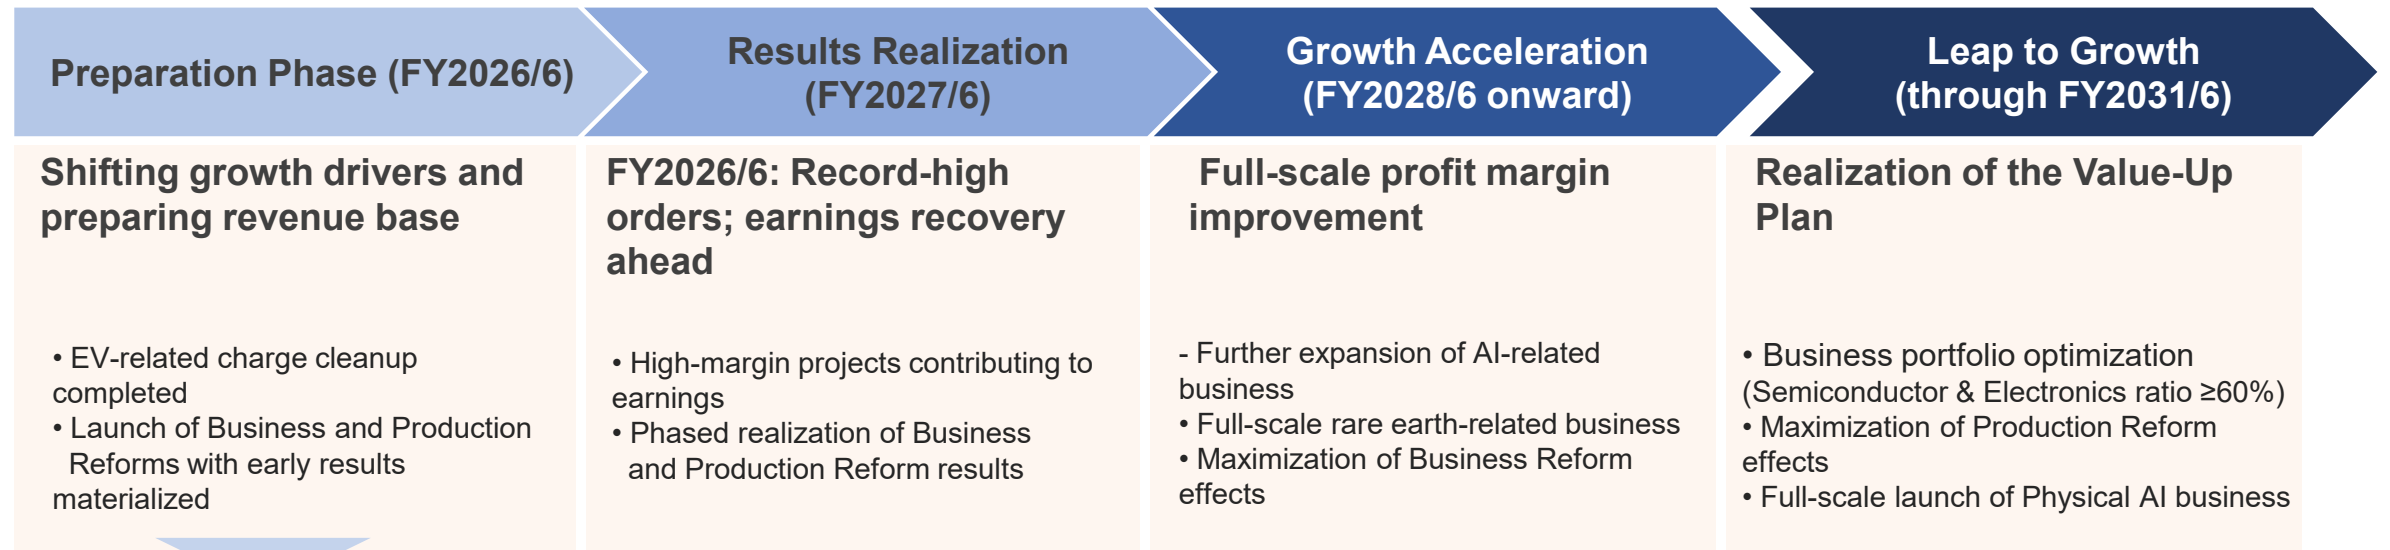 Preparation Phase (FY2026/6)
Results Realization
(FY2027/6)
Growth Acceleration
(FY2028/6 onward)
Leap to Growth
(through FY2031/6)
Shifting growth drivers and
preparing revenue base
• EV-related charge cleanup
completed
• Launch of Business and Production
Reforms with early results
materialized
FY2026/6: Record-high
orders; earnings recovery
ahead
• High-margin projects contributing to
earnings
• Phased realization of Business
and Production Reform results
Full-scale profit margin
improvement
- Further expansion of AI-related
business
• Full-scale rare earth-related business
• Maximization of Business Reform
effects
Realization of the Value-Up
Plan
• Business portfolio optimization
(Semiconductor & Electronics ratio ≥60%)
• Maximization of Production Reform
effects
• Full-scale launch of Physical AI business